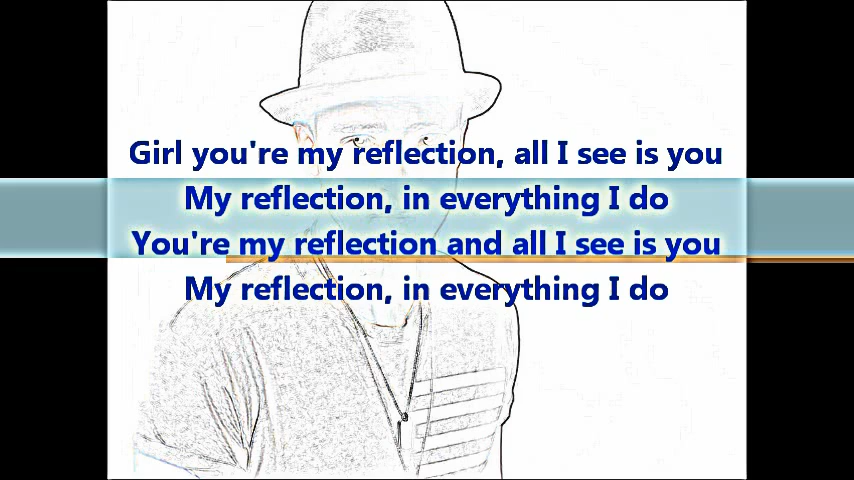 Girl you're my reflection, all I see is you
My reflection, in everything I do
You're my reflection and all I see is you
My reflection, in everything I do